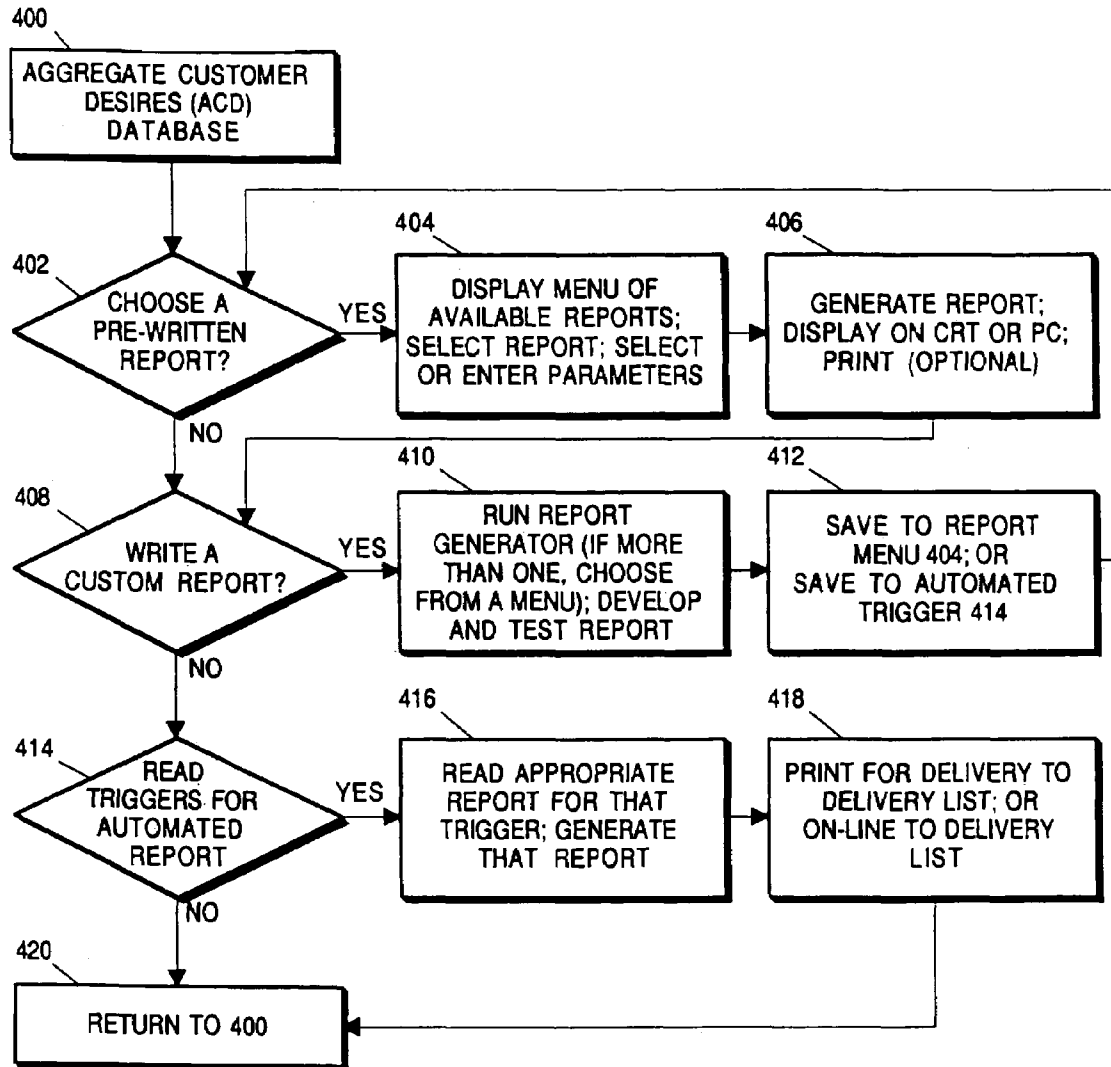 400
AGGREGATE CUSTOMER
DESIRES (ACD)
DATABASE
402
CHOOSE A
PRE-WRITTEN
REPORT?
YES
NO
404
DISPLAY MENU OF
AVAILABLE REPORTS;
SELECT REPORT; SELECT
OR ENTER PARAMETERS
406
GENERATE REPORT;
DISPLAY ON CRT OR PC;
PRINT (OPTIONAL)
408
WRITE A
CUSTOM REPORT?
YES
NO
410
RUN REPORT
GENERATOR (IF MORE
THAN ONE, CHOOSE
FROM A MENU); DEVELOP
AND TEST REPORT
412
SAVE TO REPORT
MENU 404; OR
SAVE TO AUTOMATED
TRIGGER 414
414
READ
TRIGGERS FOR
AUTOMATED
REPORT
YES
NO
416
READ APPROPRIATE
REPORT FOR THAT
TRIGGER; GENERATE
THAT REPORT
418
PRINT FOR DELIVERY TO
DELIVERY LIST; OR
ON-LINE TO DELIVERY
LIST
420
RETURN TO 400